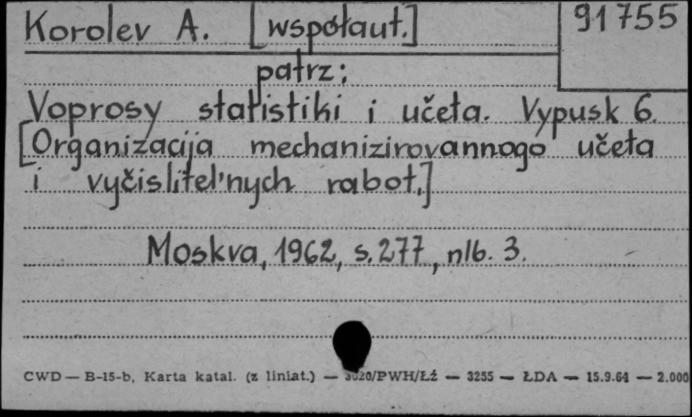 Korolev A. [współaut.] 91755
patrz:
Voprosy statistiki i učeta. Vypusk 6.
[Organizacija mechanizirovannogo učeta
i vyčislitel'nych rabot.]
Moskva, 1962, s. 277, nlb. 3.
CWD — B-15-b, Karta katal. (z liniat.) — 3020/PWH/Łż — 3255 — ŁDA — 15.9.64 — 2.000